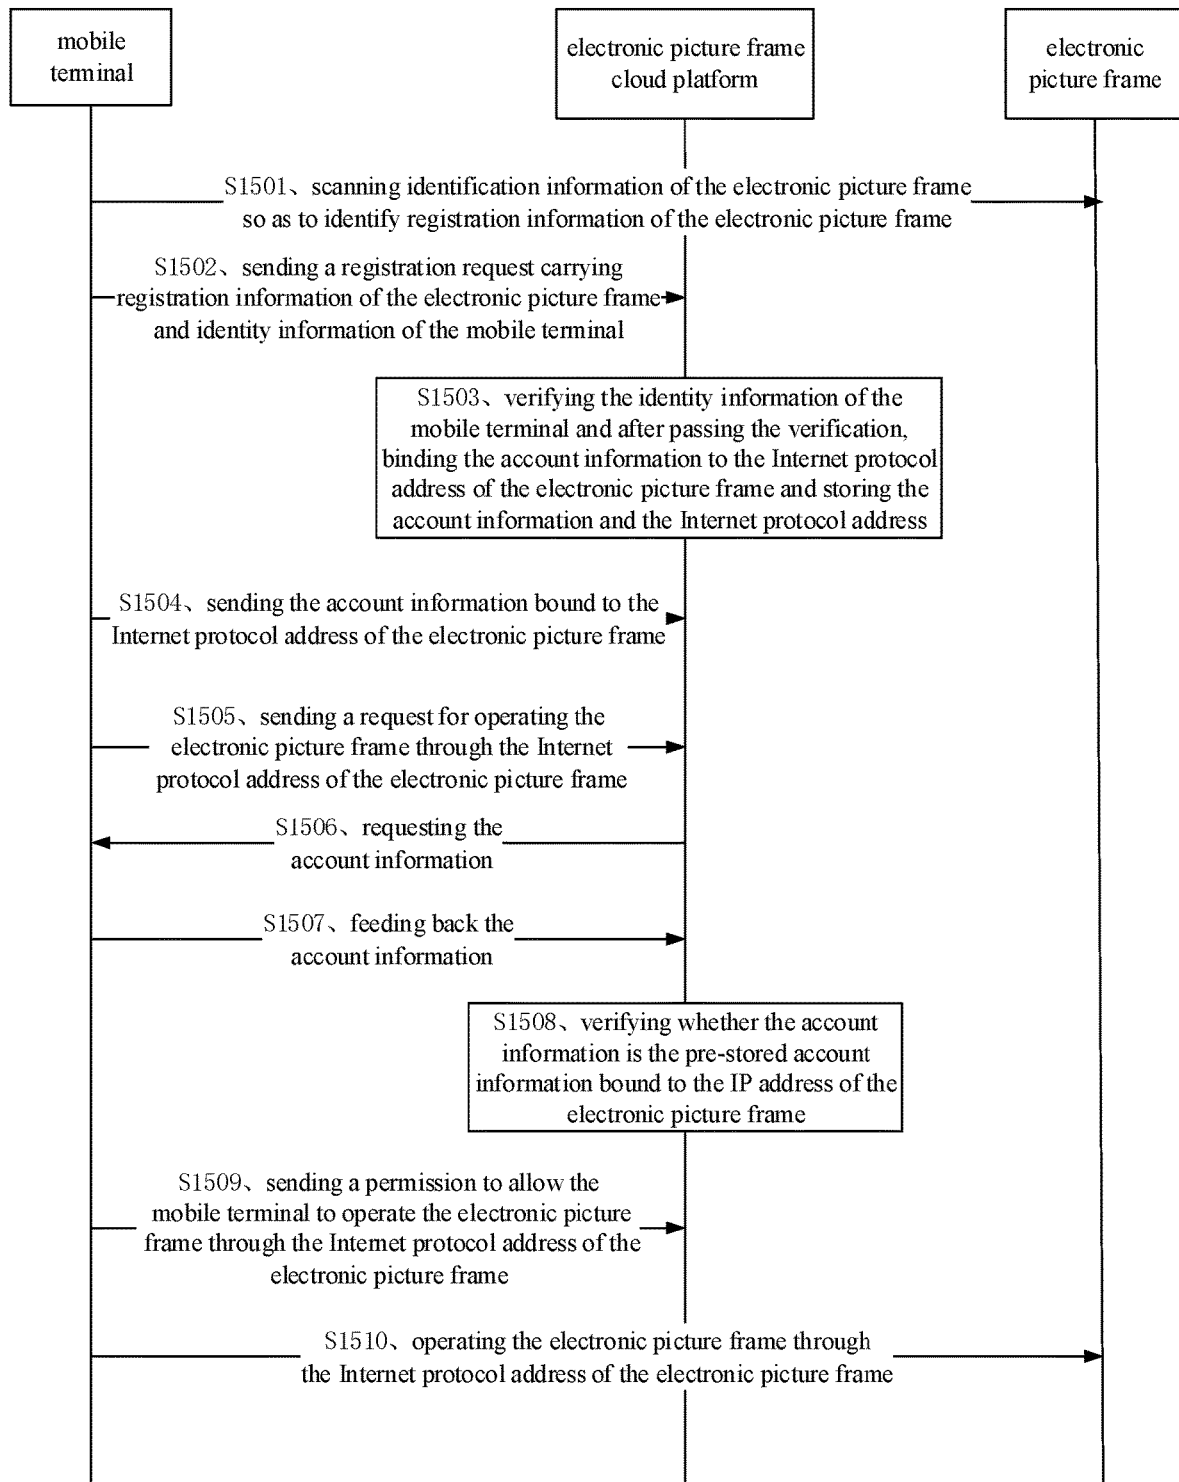 mobile
terminal
electronic picture frame
cloud platform
electronic
picture frame
S1501、scanning identification information of the electronic picture frame
so as to identify registration information of the electronic picture frame
S1502、sending a registration request carrying
registration information of the electronic picture frame
and identity information of the mobile terminal
S1503、verifying the identity information of the
mobile terminal and after passing the verification,
binding the account information to the Internet protocol
address of the electronic picture frame and storing the
account information and the Internet protocol address
S1504、sending the account information bound to the
Internet protocol address of the electronic picture frame
S1505、sending a request for operating the
electronic picture frame through the Internet
protocol address of the electronic picture frame
S1506、requesting the
account information
S1507、feeding back the
account information
S1508、verifying whether the account
information is the pre-stored account
information bound to the IP address of the
electronic picture frame
S1509、sending a permission to allow the
mobile terminal to operate the electronic picture
frame through the Internet protocol address of the
electronic picture frame
S1510、operating the electronic picture frame through
the Internet protocol address of the electronic picture frame